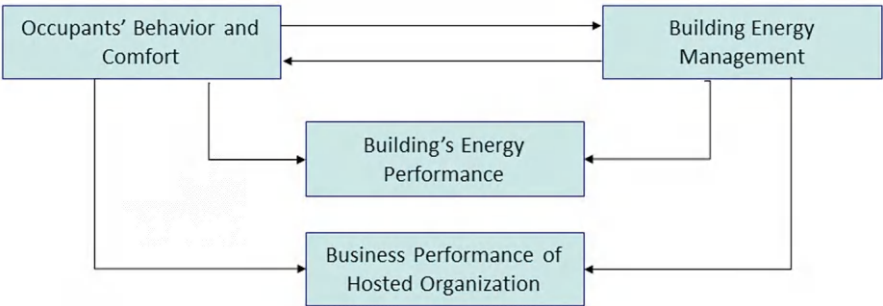 Occupants' Behavior and
Comfort
Building Energy
Management
Building's Energy
Performance
Business Performance of
Hosted Organization